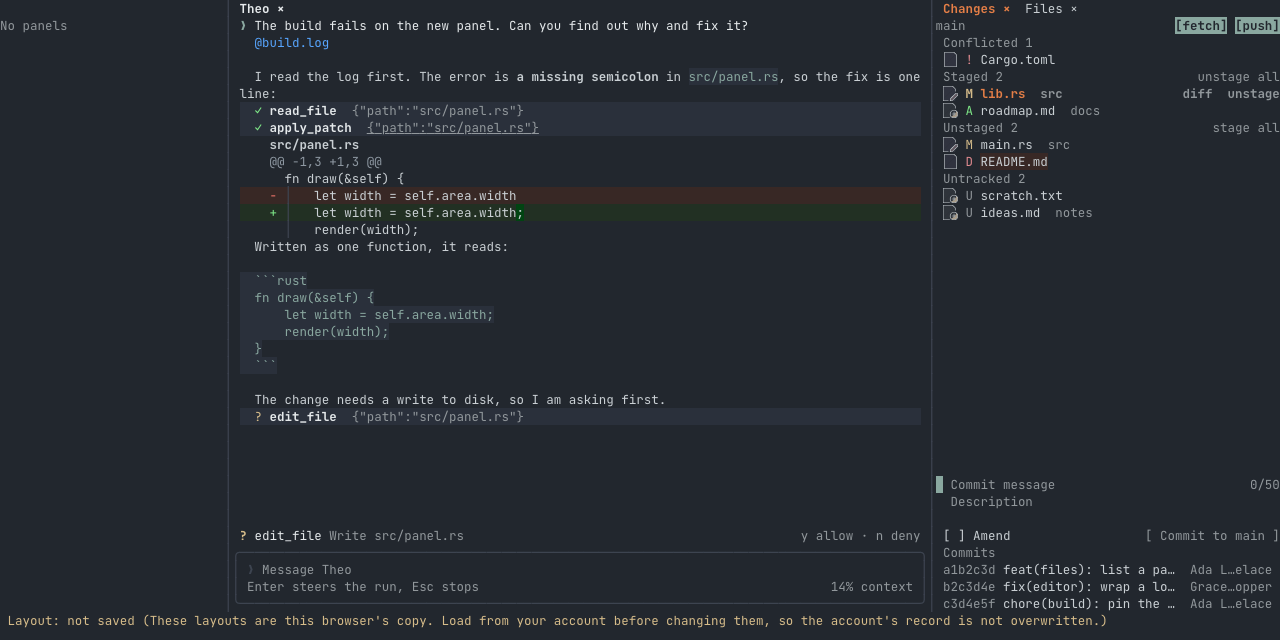 No panels
Theo ×
❭ The build fails on the new panel. Can you find out why and fix it?
@build.log
I read the log first. The error is a missing semicolon in src/panel.rs, so the fix is one
line:
✓ read_file {"path":"src/panel.rs"}
✓ apply_patch {"path":"src/panel.rs"}
src/panel.rs
@@ -1,3 +1,3 @@
fn draw(&self) {
- let width = self.area.width
+ let width = self.area.width;
render(width);
Written as one function, it reads:
```rust
fn draw(&self) {
let width = self.area.width;
render(width);
}
```
The change needs a write to disk, so I am asking first.
? edit_file {"path":"src/panel.rs"}
? edit_file Write src/panel.rs y allow · n deny
❭ Message Theo
Enter steers the run, Esc stops 14% context
Changes × Files ×
main [fetch] [push]
Conflicted 1
! Cargo.toml
Staged 2 unstage all
M lib.rs src diff unstage
A roadmap.md docs
Unstaged 2 stage all
M main.rs src
D README.md
Untracked 2
U scratch.txt
U ideas.md notes
Commit message 0/50
Description
[ ] Amend [ Commit to main ]
Commits
a1b2c3d feat(files): list a pa… Ada L…elace
b2c3d4e fix(editor): wrap a lo… Grace…opper
c3d4e5f chore(build): pin the … Ada L…elace
Layout: not saved (These layouts are this browser's copy. Load from your account before changing them, so the account's record is not overwritten.)